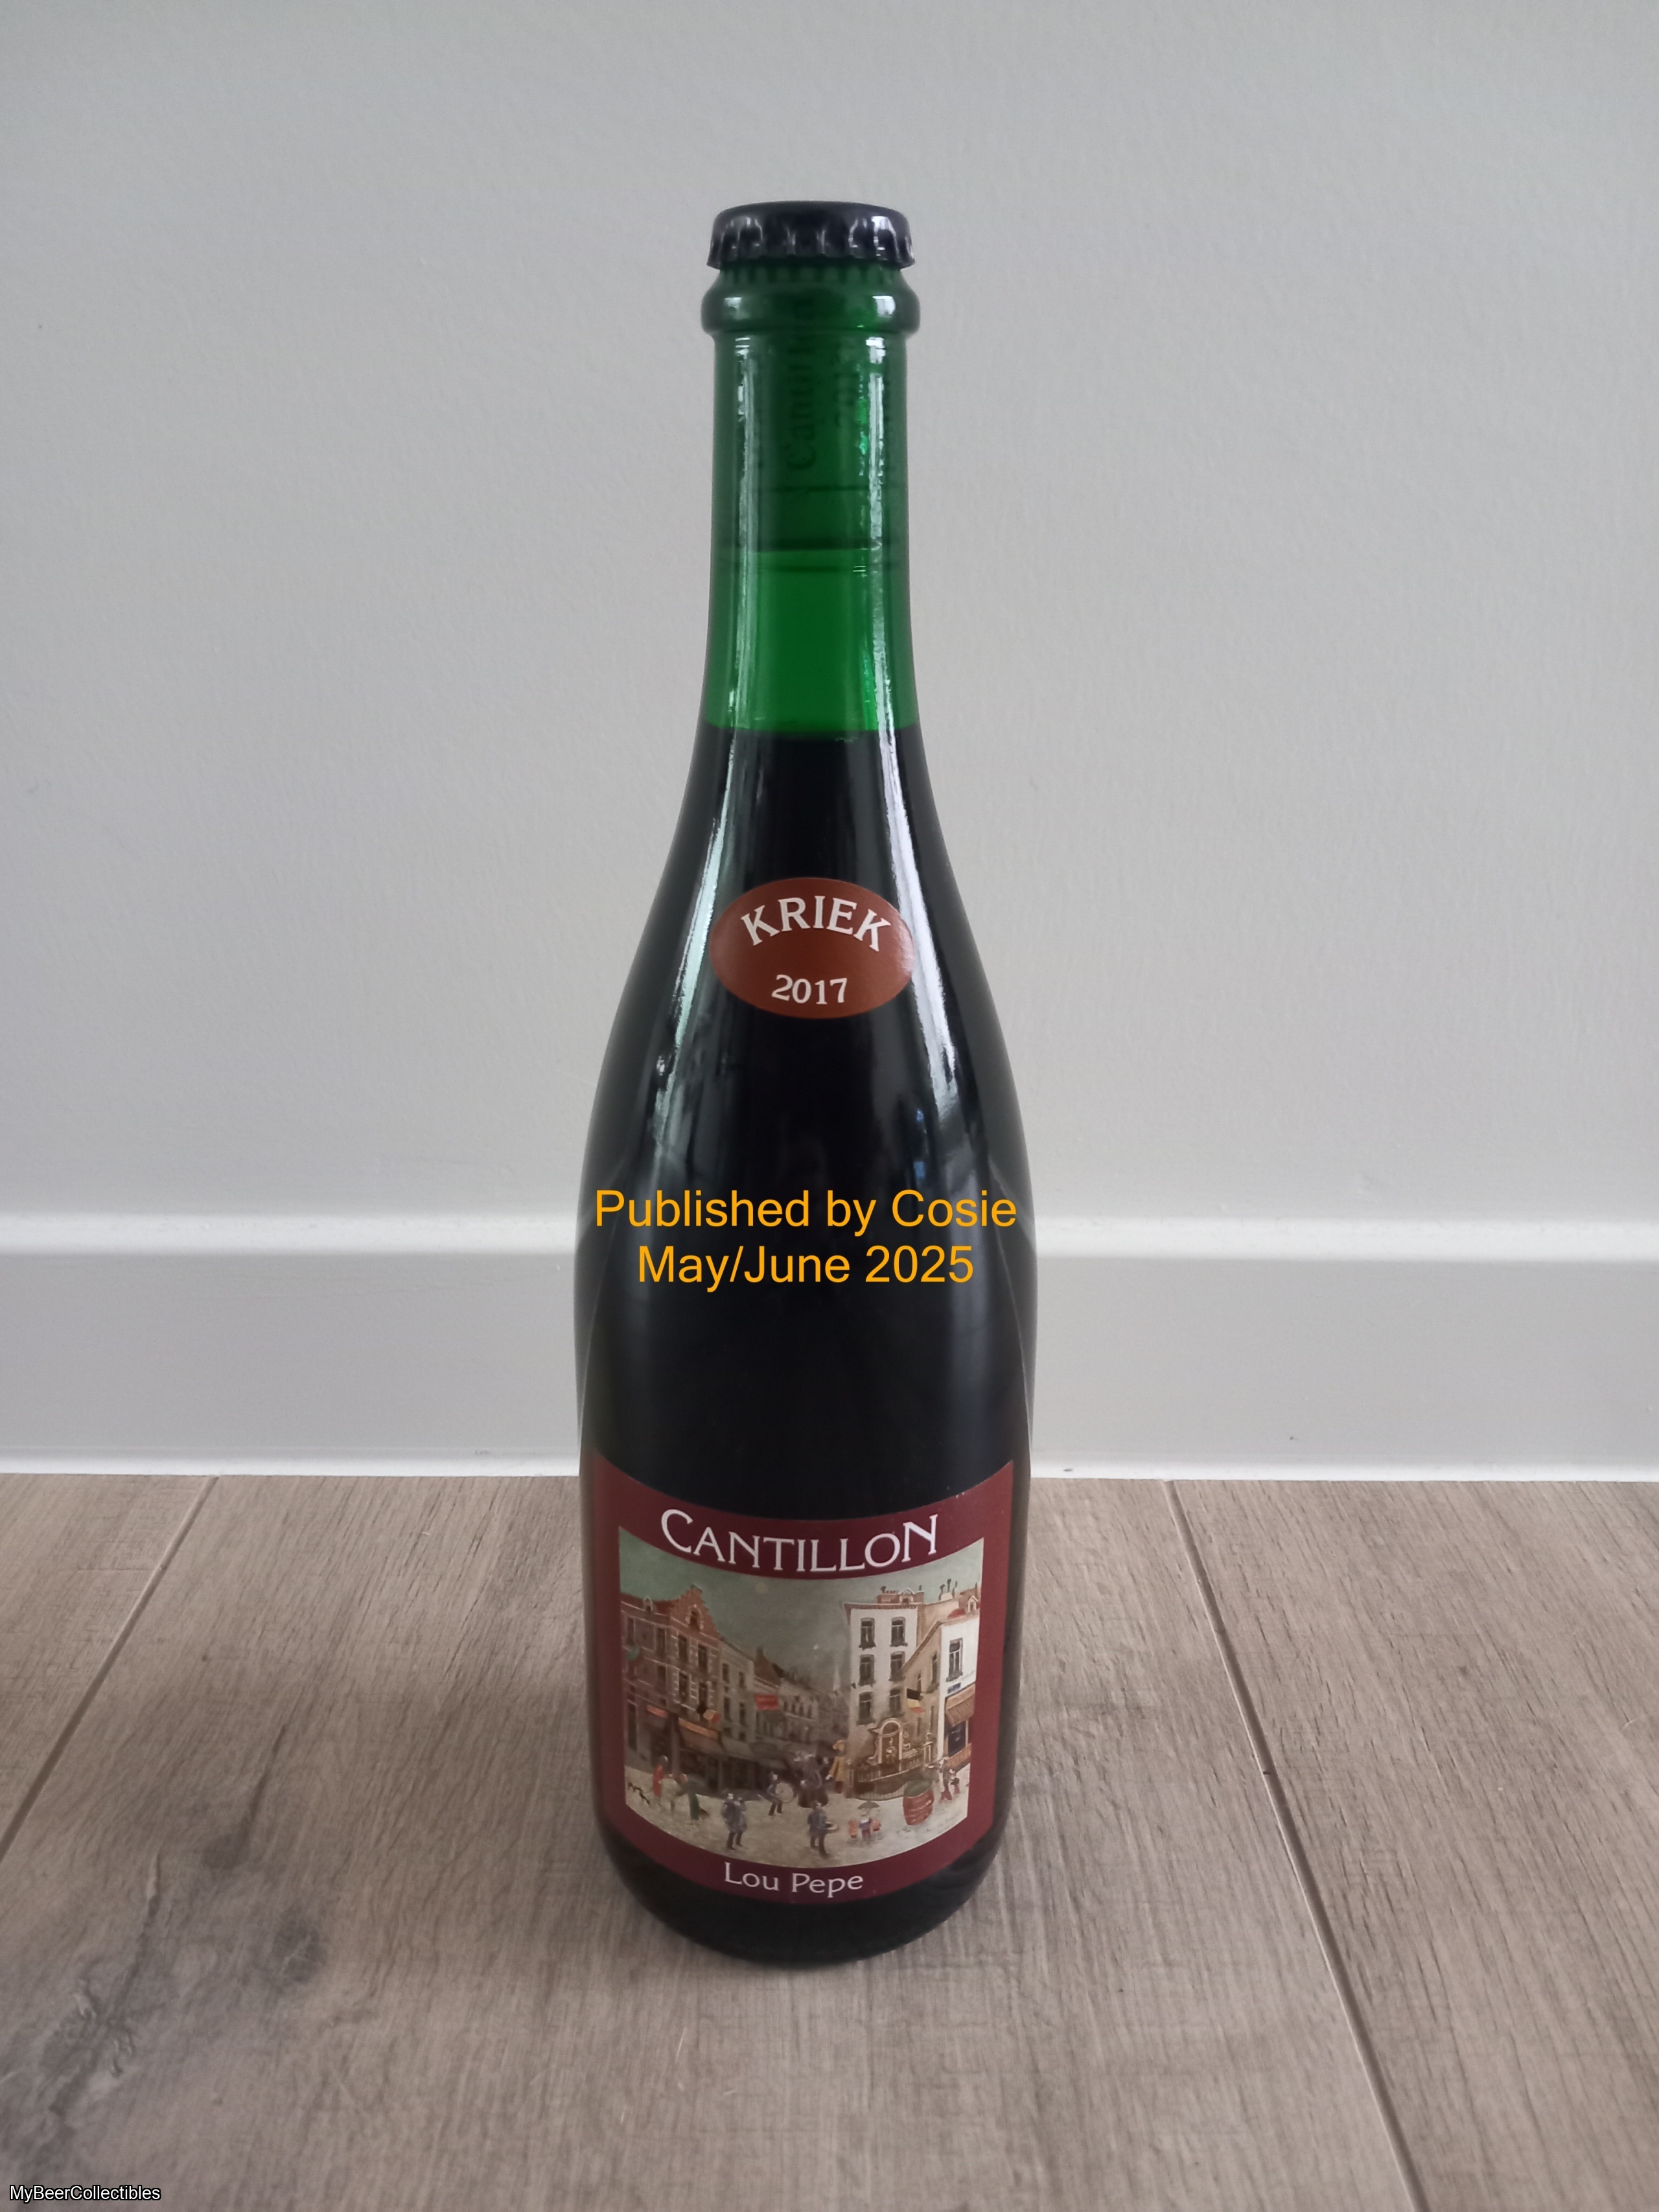 KRIEK
2017
Published by Cosie
May/June 2025
CANTILLON
Lou Pepe
MyBeerCollectibles